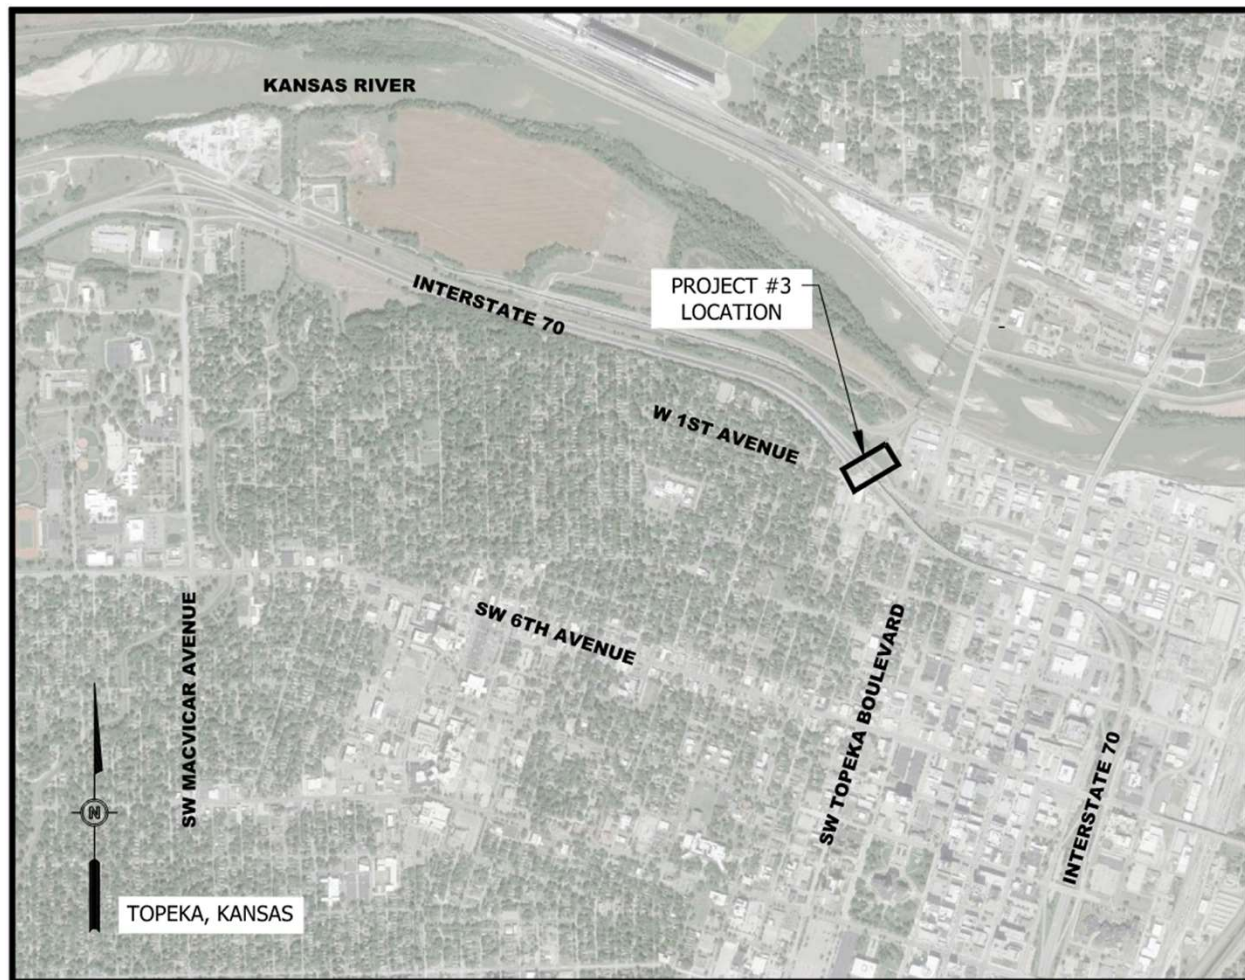 KANSAS RIVER
INTERSTATE 70
PROJECT #3
LOCATION
W 1ST AVENUE
SW 6TH AVENUE
SW MACVICAR AVENUE
SW TOPEKA BOULEVARD
INTERSTATE 70
N
TOPEKA, KANSAS